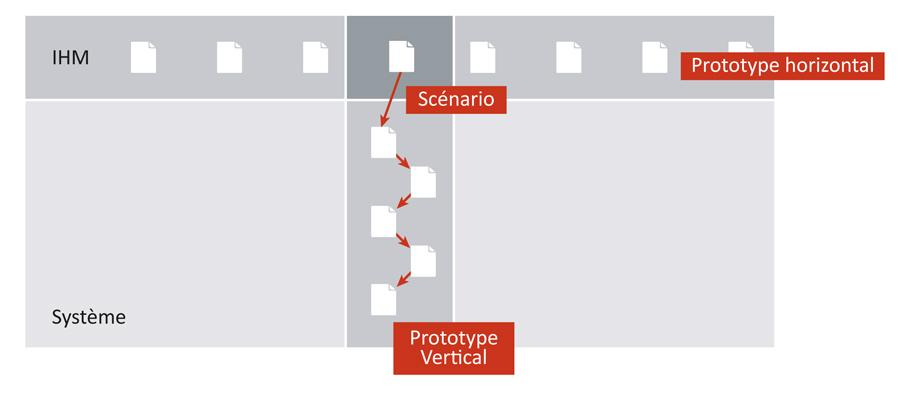 IHM
Prototype horizontal
Scénario
Système
Prototype
Vertical